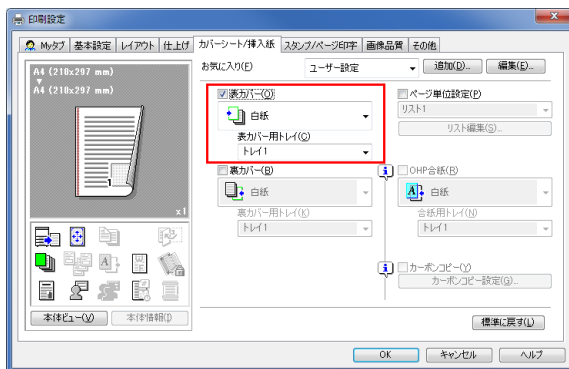 印刷設定
Myタブ 基本設定 レイアウト 仕上げ カバーシート/挿入紙 スタンプ/ページ印字 画像品質 その他
A4 (210x297 mm)
A4 (210x297 mm)
1
x1
本体ビュー(V) 本体情報(I)
お気に入り(F) ユーザー設定 追加(D)... 編集(E)...
表カバー(O)
白紙
表カバー用トレイ(C)
トレイ1
裏カバー(B)
白紙
裏カバー用トレイ(K)
トレイ1
ページ単位設定(P)
リスト1
リスト編集(S)...
OHP合紙(R)
白紙
合紙用トレイ(N)
トレイ1
カーボンコピー(Y)
カーボンコピー設定(G)...
標準に戻す(L)
OK キャンセル ヘルプ